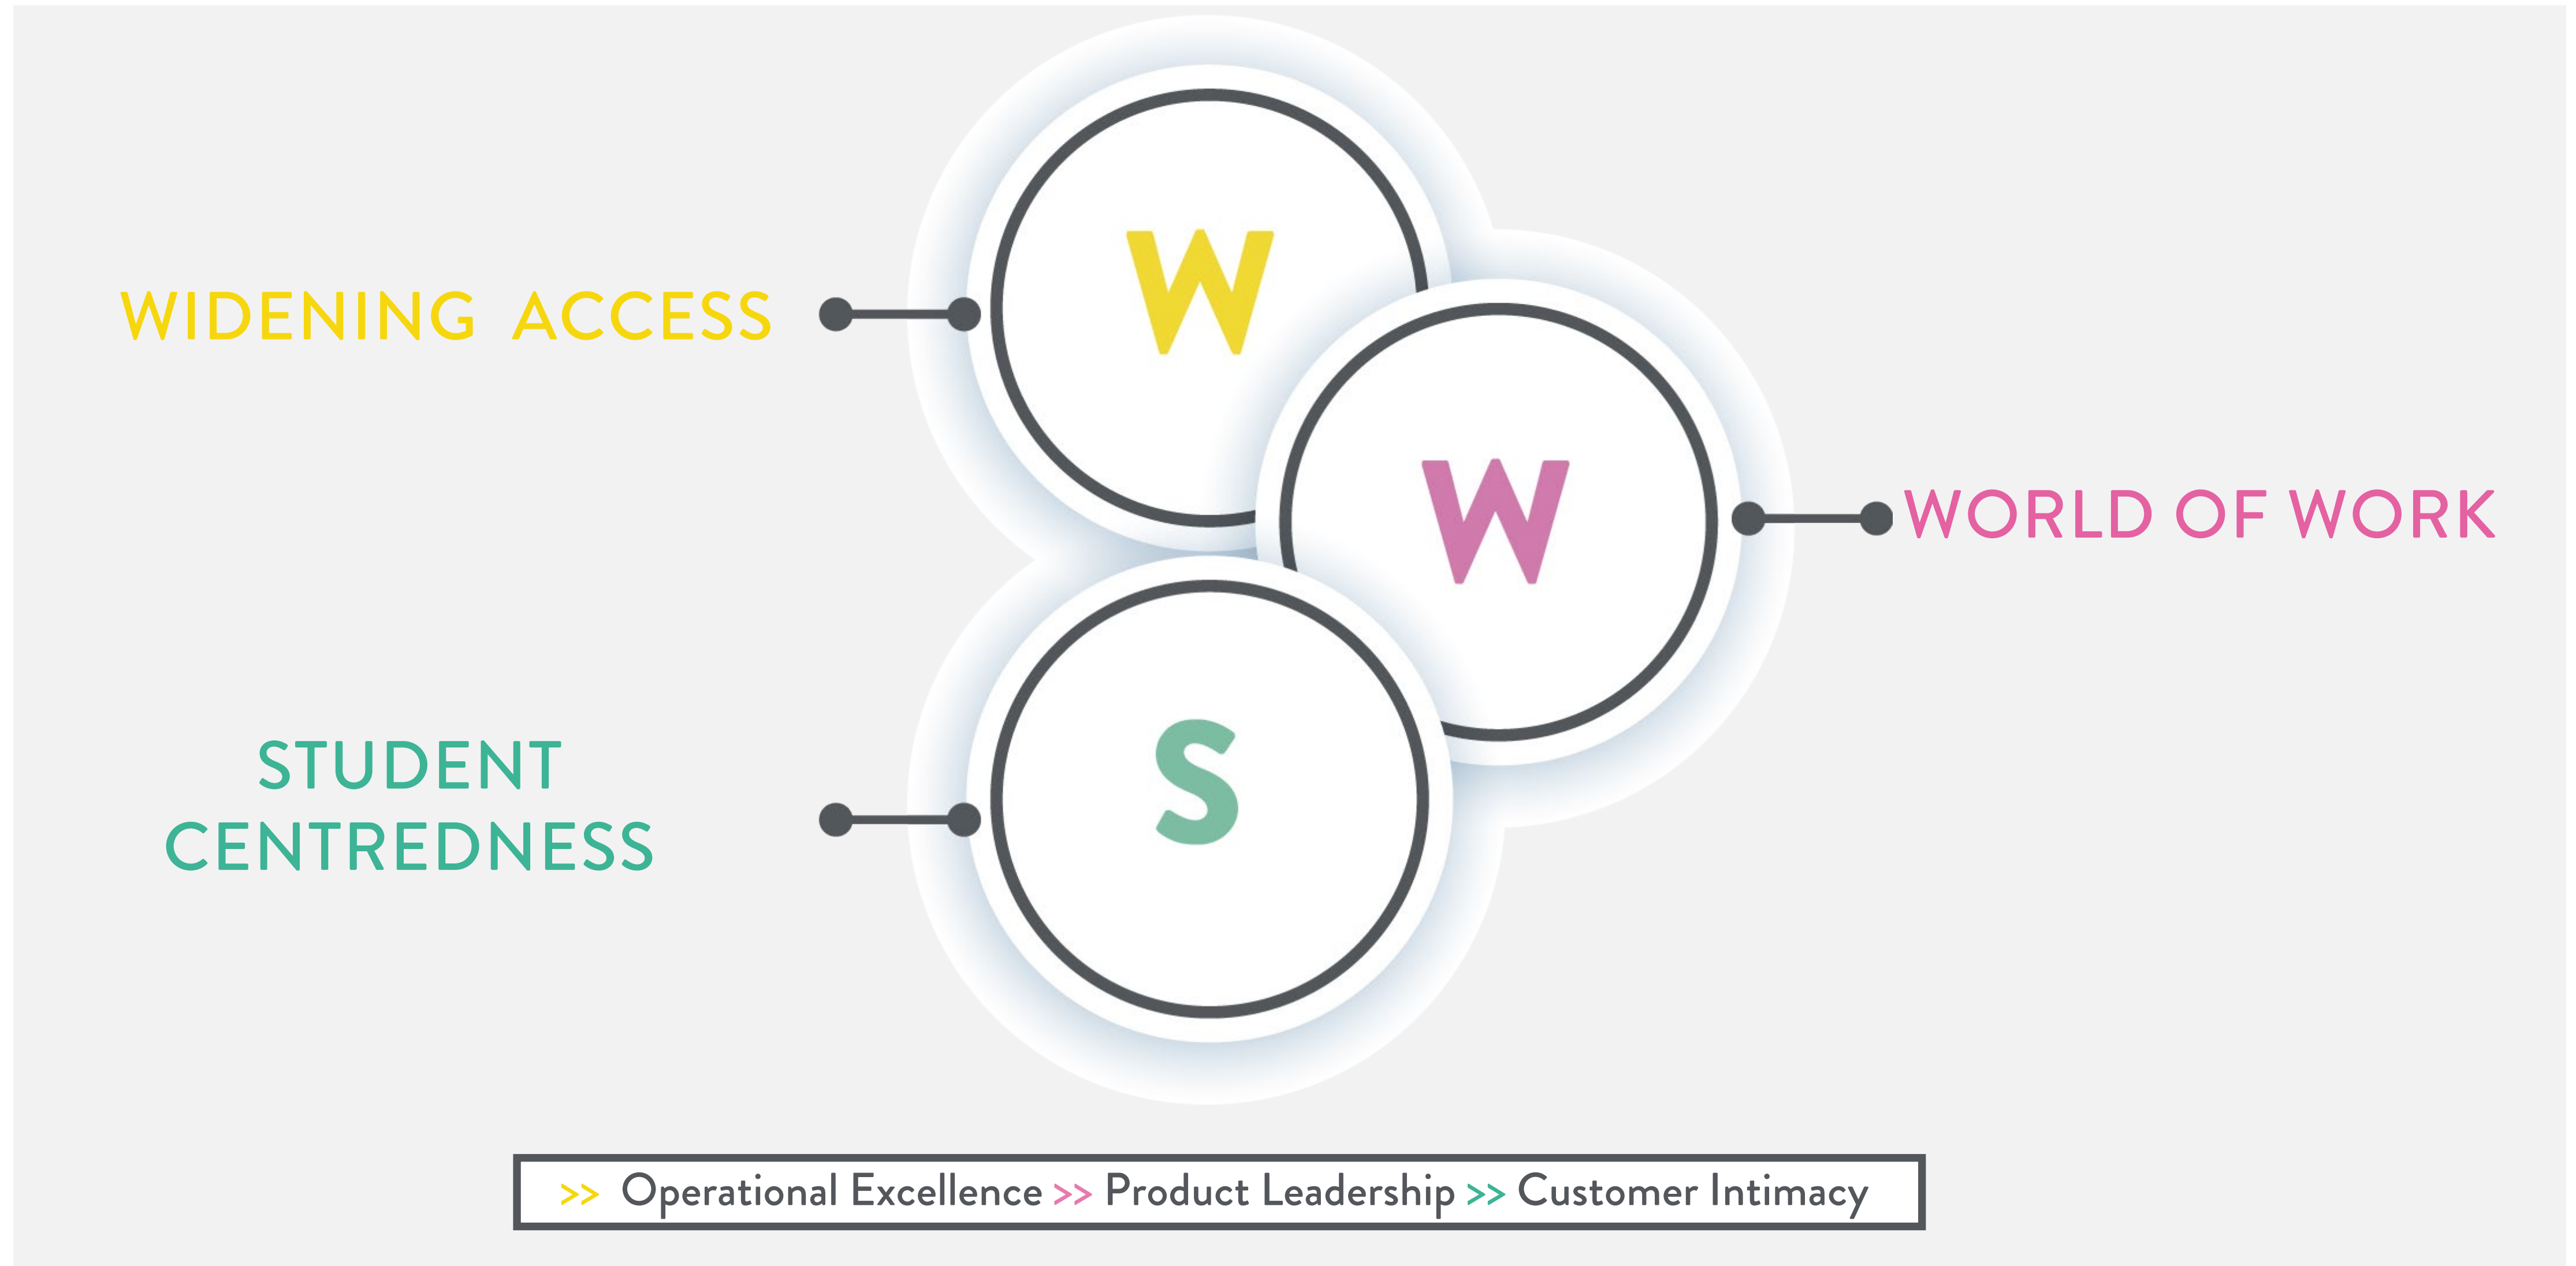 W
WIDENING ACCESS
W
WORLD OF WORK
S
STUDENT
CENTREDNESS
>> Operational Excellence >> Product Leadership >> Customer Intimacy